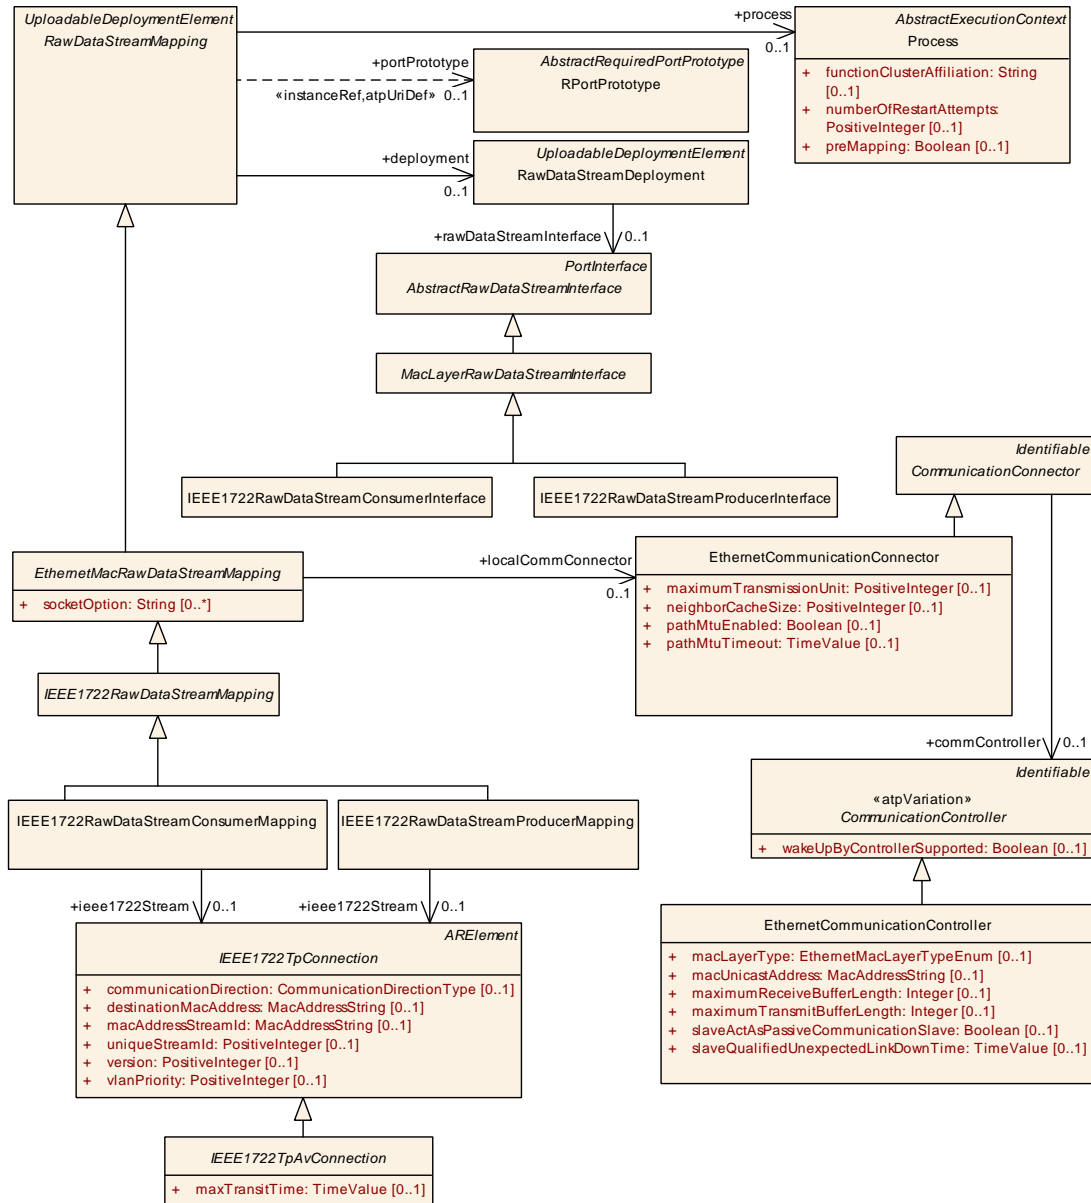 UploadableDeploymentElement
RawDataStreamMapping
+process
0..1
AbstractExecutionContext
Process
+ functionClusterAffiliation: String
[0..1]
+ numberOfRestartAttempts:
PositiveInteger [0..1]
+ preMapping: Boolean [0..1]
+portPrototype
«instanceRef,atpUriDef» 0..1
AbstractRequiredPortPrototype
RPortPrototype
+deployment
0..1
UploadableDeploymentElement
RawDataStreamDeployment
+rawDataStreamInterface 0..1
PortInterface
AbstractRawDataStreamInterface
MacLayerRawDataStreamInterface
IEEE1722RawDataStreamConsumerInterface
IEEE1722RawDataStreamProducerInterface
Identifiable
CommunicationConnector
EthernetMacRawDataStreamMapping
+ socketOption: String [0..*]
+localCommConnector
0..1
EthernetCommunicationConnector
+ maximumTransmissionUnit: PositiveInteger [0..1]
+ neighborCacheSize: PositiveInteger [0..1]
+ pathMtuEnabled: Boolean [0..1]
+ pathMtuTimeout: TimeValue [0..1]
IEEE1722RawDataStreamMapping
+commController 0..1
Identifiable
«atpVariation»
CommunicationController
+ wakeUpByControllerSupported: Boolean [0..1]
IEEE1722RawDataStreamConsumerMapping
IEEE1722RawDataStreamProducerMapping
+ieee1722Stream 0..1
+ieee1722Stream 0..1
ARElement
IEEE1722TpConnection
+ communicationDirection: CommunicationDirectionType [0..1]
+ destinationMacAddress: MacAddressString [0..1]
+ macAddressStreamId: MacAddressString [0..1]
+ uniqueStreamId: PositiveInteger [0..1]
+ version: PositiveInteger [0..1]
+ vlanPriority: PositiveInteger [0..1]
EthernetCommunicationController
+ macLayerType: EthernetMacLayerTypeEnum [0..1]
+ macUnicastAddress: MacAddressString [0..1]
+ maximumReceiveBufferLength: Integer [0..1]
+ maximumTransmitBufferLength: Integer [0..1]
+ slaveActAsPassiveCommunicationSlave: Boolean [0..1]
+ slaveQualifiedUnexpectedLinkDownTime: TimeValue [0..1]
IEEE1722TpAvConnection
+ maxTransitTime: TimeValue [0..1]